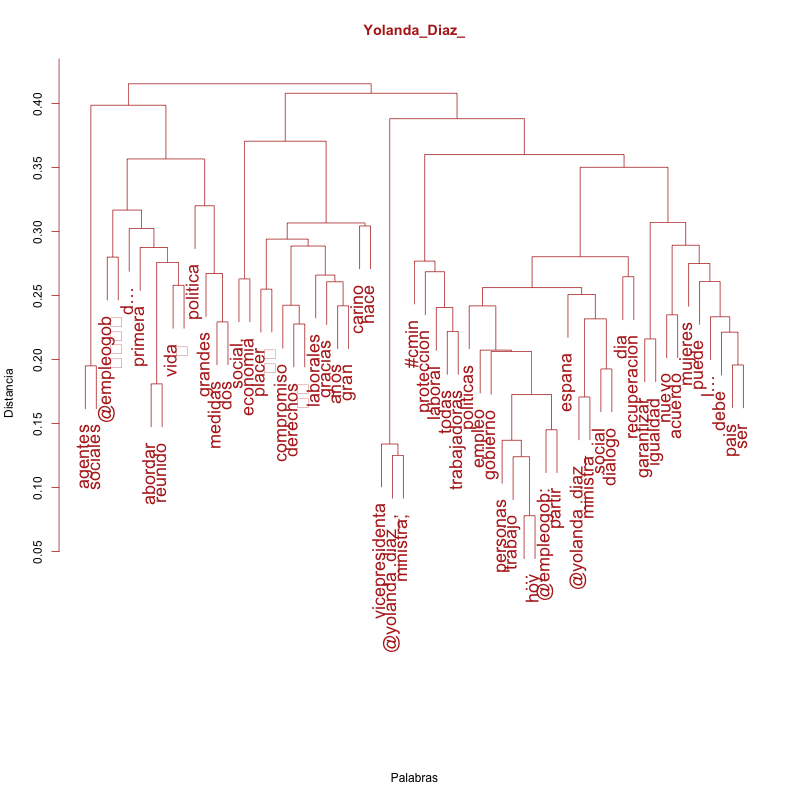 Yolanda_Diaz_
Distancia
0.40
0.35
0.30
0.25
0.20
0.15
0.10
0.05
agentes
sociales
@empleogob
d…
primera
abordar
reunido
vida
politica
grandes
medidas
dos
social
economia
placer
compromiso
derechos
laborales
gracias
años
gran
carino
hace
vicepresidenta
@yolanda_diaz_,
ministra,
#cmin
proteccion
laboral
todas
trabajadoras
politicas
empleo
gobierno
personas
trabajo
hoy
@empleogob:
partir
espana
@yolanda_diaz_
ministra
social
dialogo
dia
recuperacion
garantizar
igualdad
nuevo
acuerdo
mujeres
puede
l…
debe
pais
ser
Palabras